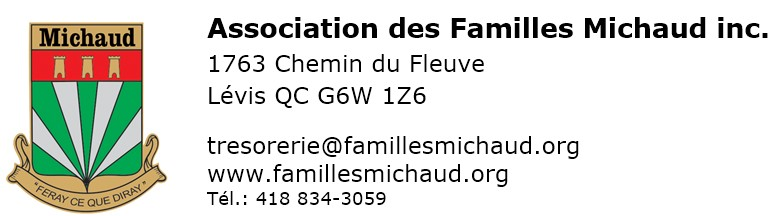 Michaud
"FERAY CE QUE DIRAY"
Association des Familles Michaud inc.
1763 Chemin du Fleuve
Lévis QC G6W 1Z6
tresorerie@famillesmichaud.org
www.famillesmichaud.org
Tél.: 418 834-3059